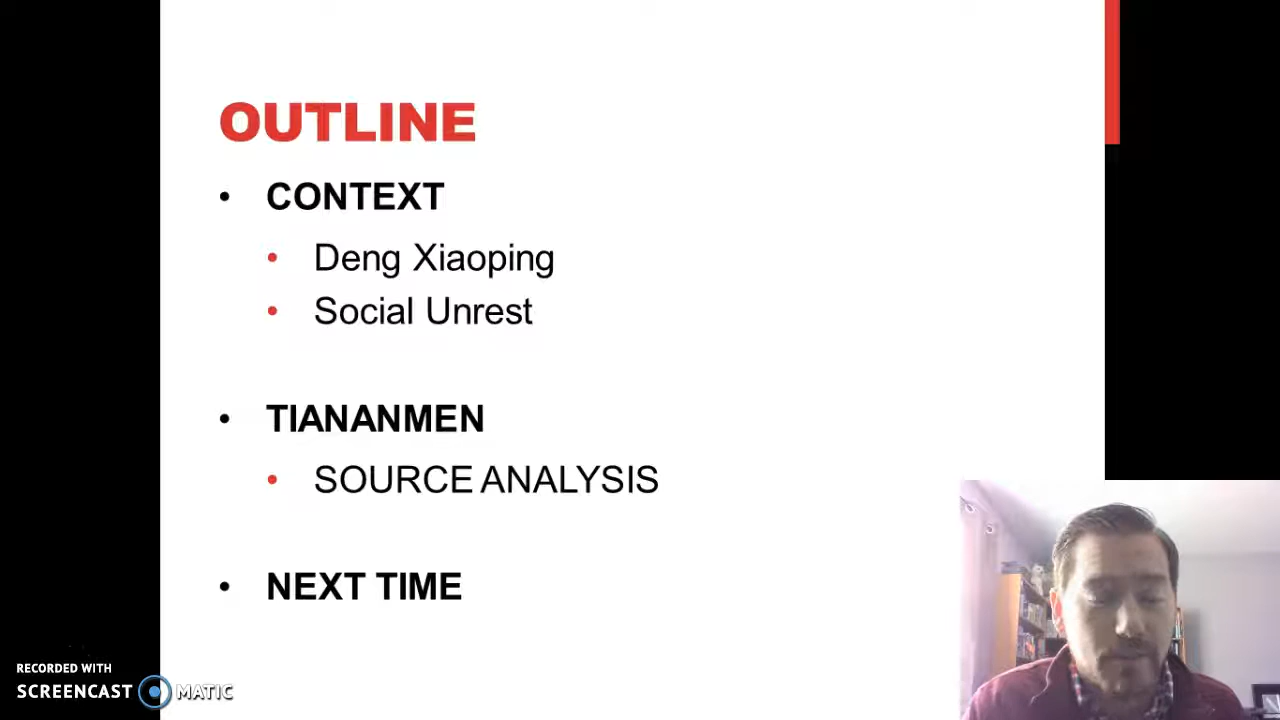 OUTLINE
• CONTEXT
• Deng Xiaoping
• Social Unrest
• TIANANMEN
• SOURCE ANALYSIS
• NEXT TIME
RECORDED WITH
SCREENCAST MATIC